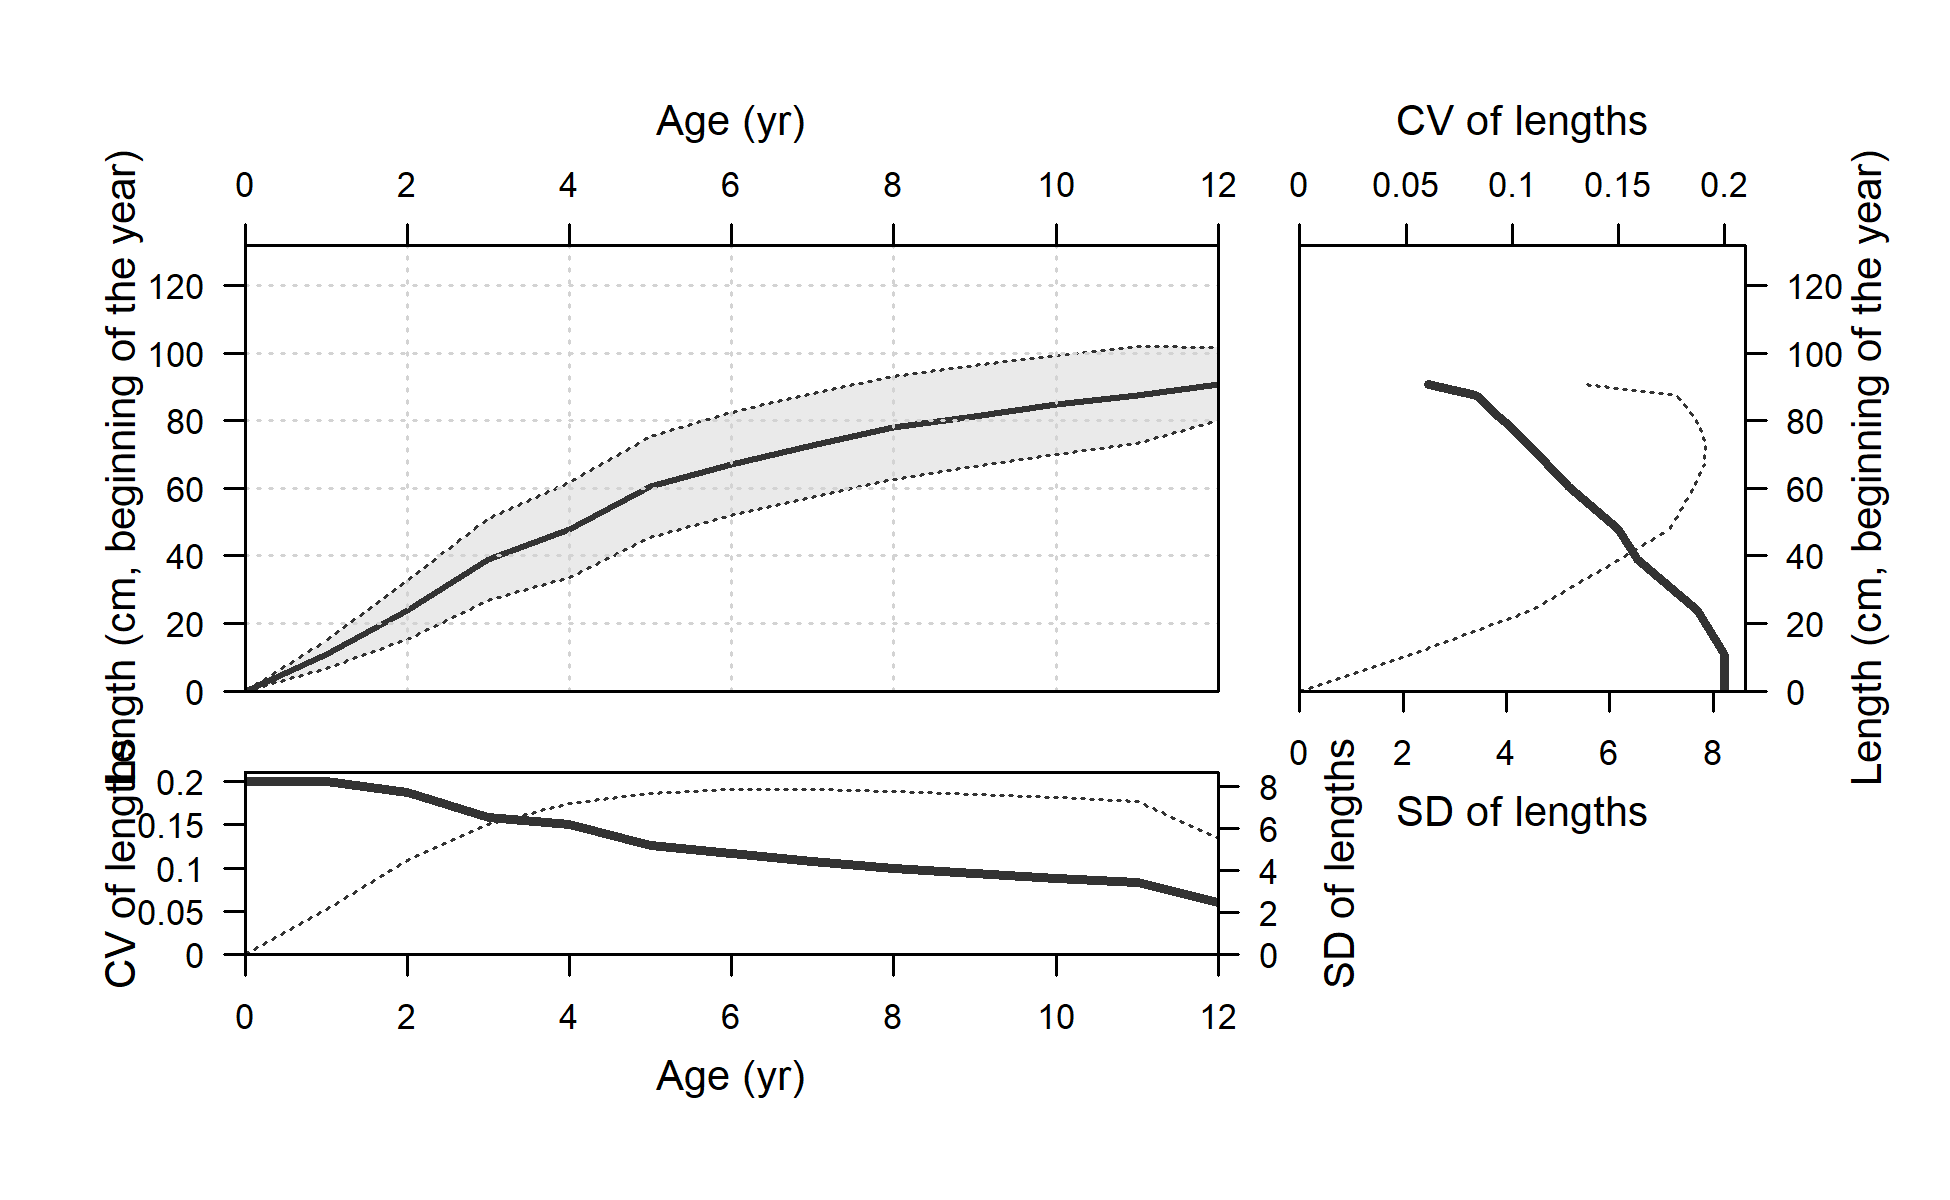 Age (yr)
0 2 4 6 8 10 12
Length (cm, beginning of the year)
120
100
80
60
40
20
0
CV of lengths
0 0.05 0.1 0.15 0.2
120
100
80
60
40
20
0
Length (cm, beginning of the year)
0 2 4 6 8
SD of lengths
CV of lengths
0.2
0.15
0.1
0.05
0
8
6
4
2
0
SD of lengths
0 2 4 6 8 10 12
Age (yr)